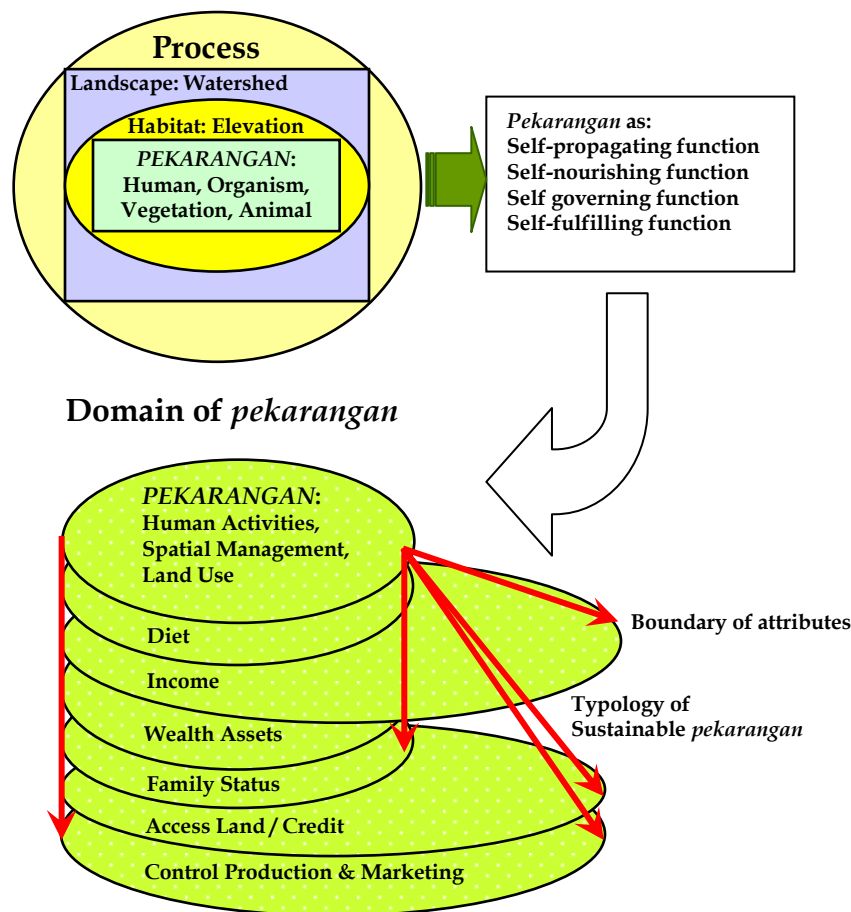 Process
Landscape: Watershed
Habitat: Elevation
PEKARANGAN:
Human, Organism,
Vegetation, Animal
Pekarangan as:
Self-propagating function
Self-nourishing function
Self governing function
Self-fulfilling function
Domain of pekarangan
PEKARANGAN:
Human Activities,
Spatial Management,
Land Use
Diet
Income
Wealth Assets
Family Status
Access Land / Credit
Control Production & Marketing
Boundary of attributes
Typology of
Sustainable pekarangan